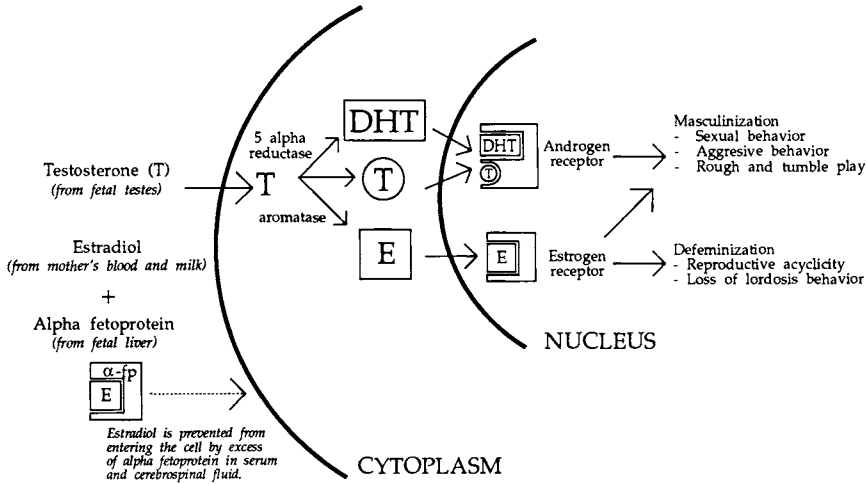 Testosterone (T)
(from fetal testes)
Estradiol
(from mother's blood and milk)
+
Alpha fetoprotein
(from fetal liver)
α-fp
E
Estradiol is prevented from
entering the cell by excess
of alpha fetoprotein in serum
and cerebrospinal fluid.
T
5 alpha
reductase
aromatase
DHT
T
E
CYTOPLASM
DHT
T
Androgen
receptor
E
Estrogen
receptor
NUCLEUS
Masculinization
- Sexual behavior
- Aggresive behavior
- Rough and tumble play
Defeminization
- Reproductive acyclicity
- Loss of lordosis behavior